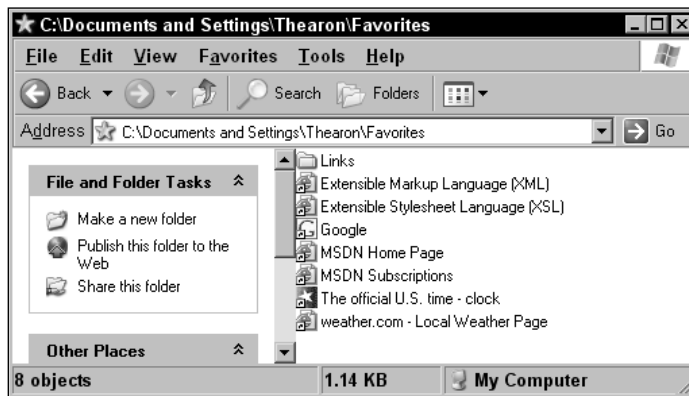 C:\Documents and Settings\Thearon\Favorites
File Edit View Favorites Tools Help
Back Search Folders
Address C:\Documents and Settings\Thearon\Favorites Go
File and Folder Tasks
Make a new folder
Publish this folder to the
Web
Share this folder
Other Places
Links
Extensible Markup Language (XML)
Extensible Stylesheet Language (XSL)
Google
MSDN Home Page
MSDN Subscriptions
The official U.S. time - clock
weather.com - Local Weather Page
8 objects 1.14 KB My Computer